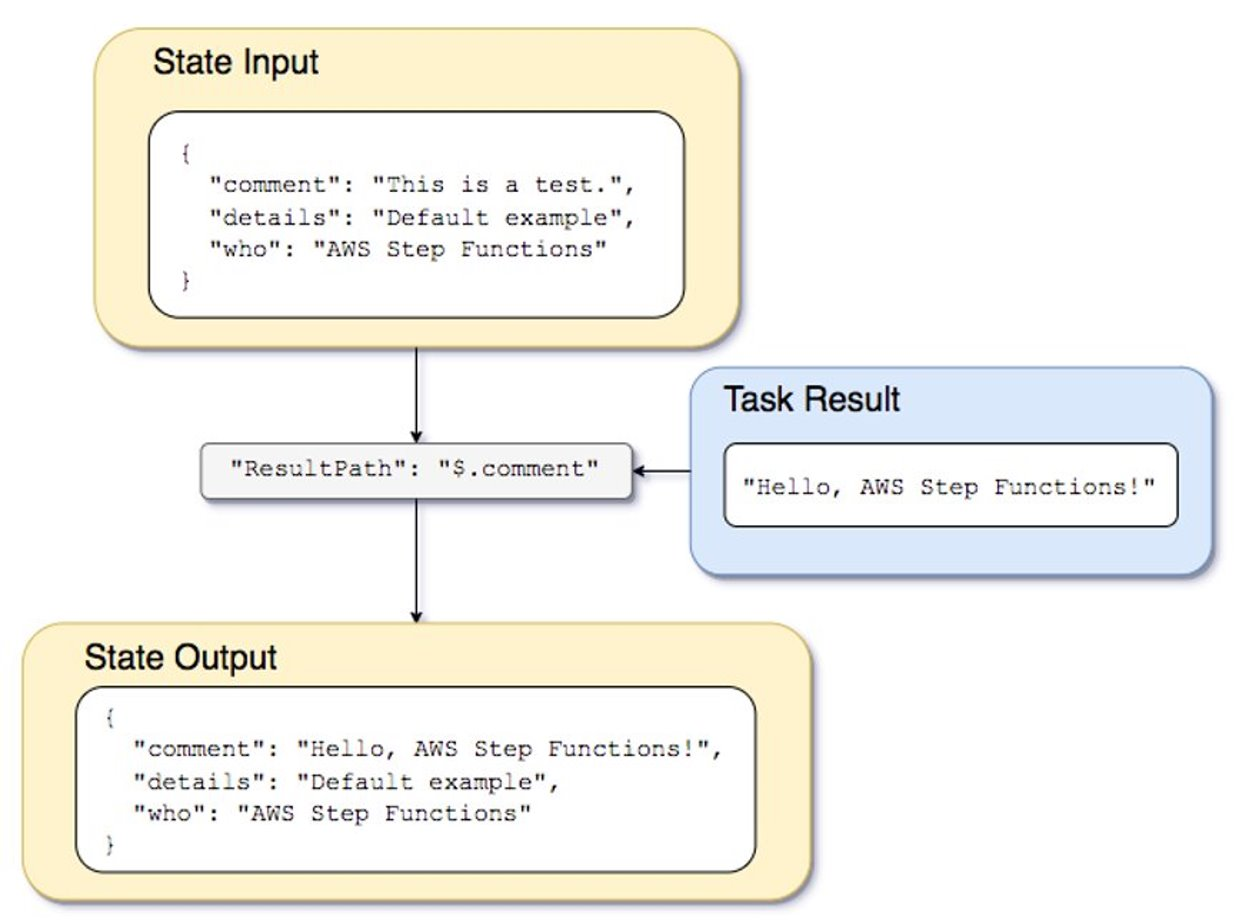 State Input
{
"comment": "This is a test.",
"details": "Default example",
"who": "AWS Step Functions"
}
Task Result
"ResultPath": "$.comment"
"Hello, AWS Step Functions!"
State Output
{
"comment": "Hello, AWS Step Functions!",
"details": "Default example",
"who": "AWS Step Functions"
}